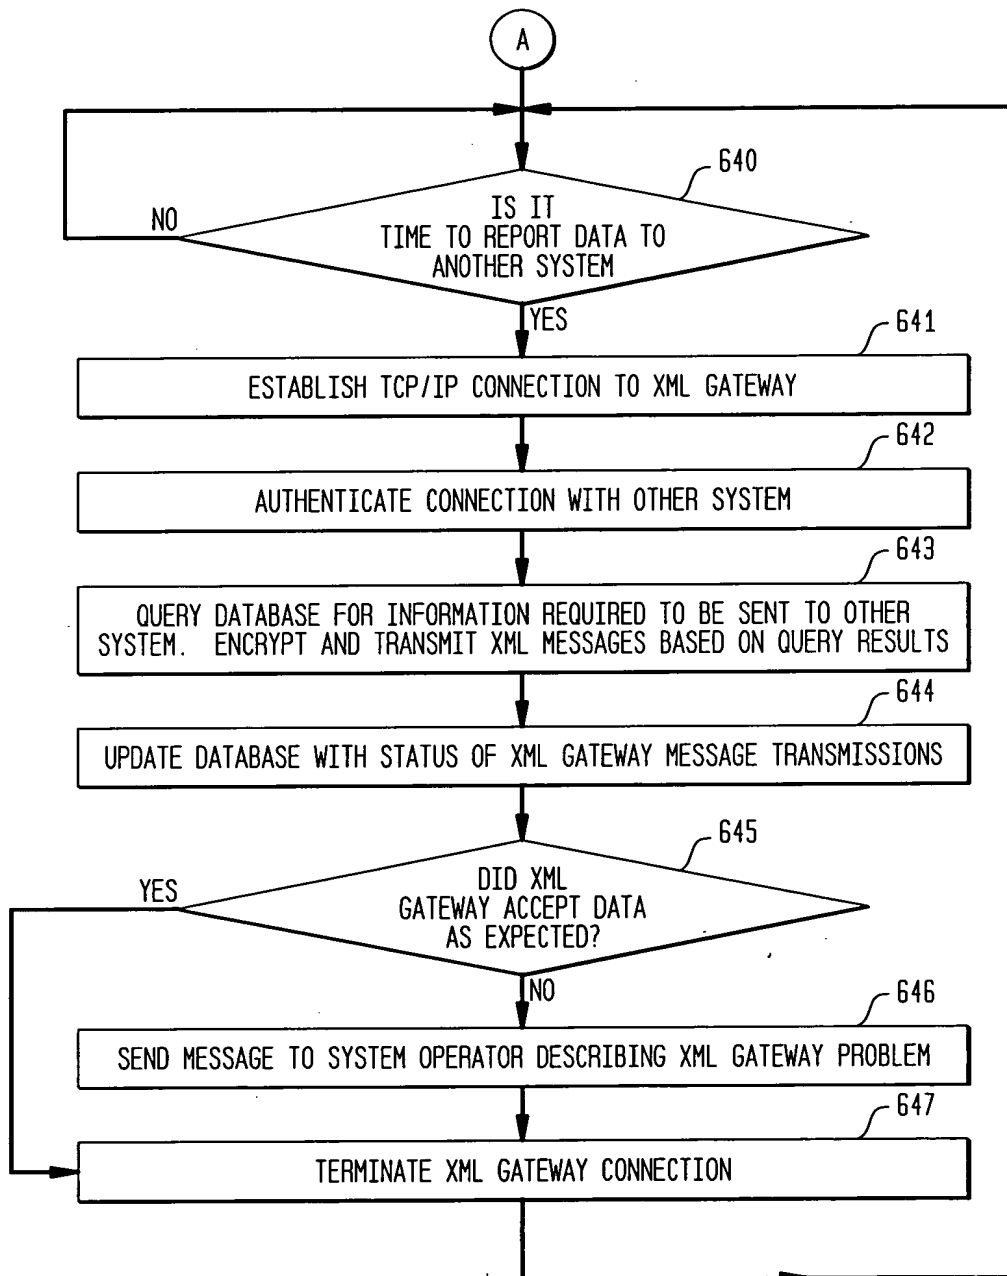 A
640
IS IT
TIME TO REPORT DATA TO
ANOTHER SYSTEM
NO
YES
641
ESTABLISH TCP/IP CONNECTION TO XML GATEWAY
642
AUTHENTICATE CONNECTION WITH OTHER SYSTEM
643
QUERY DATABASE FOR INFORMATION REQUIRED TO BE SENT TO OTHER
SYSTEM. ENCRYPT AND TRANSMIT XML MESSAGES BASED ON QUERY RESULTS
644
UPDATE DATABASE WITH STATUS OF XML GATEWAY MESSAGE TRANSMISSIONS
645
DID XML
GATEWAY ACCEPT DATA
AS EXPECTED?
YES
NO
646
SEND MESSAGE TO SYSTEM OPERATOR DESCRIBING XML GATEWAY PROBLEM
647
TERMINATE XML GATEWAY CONNECTION